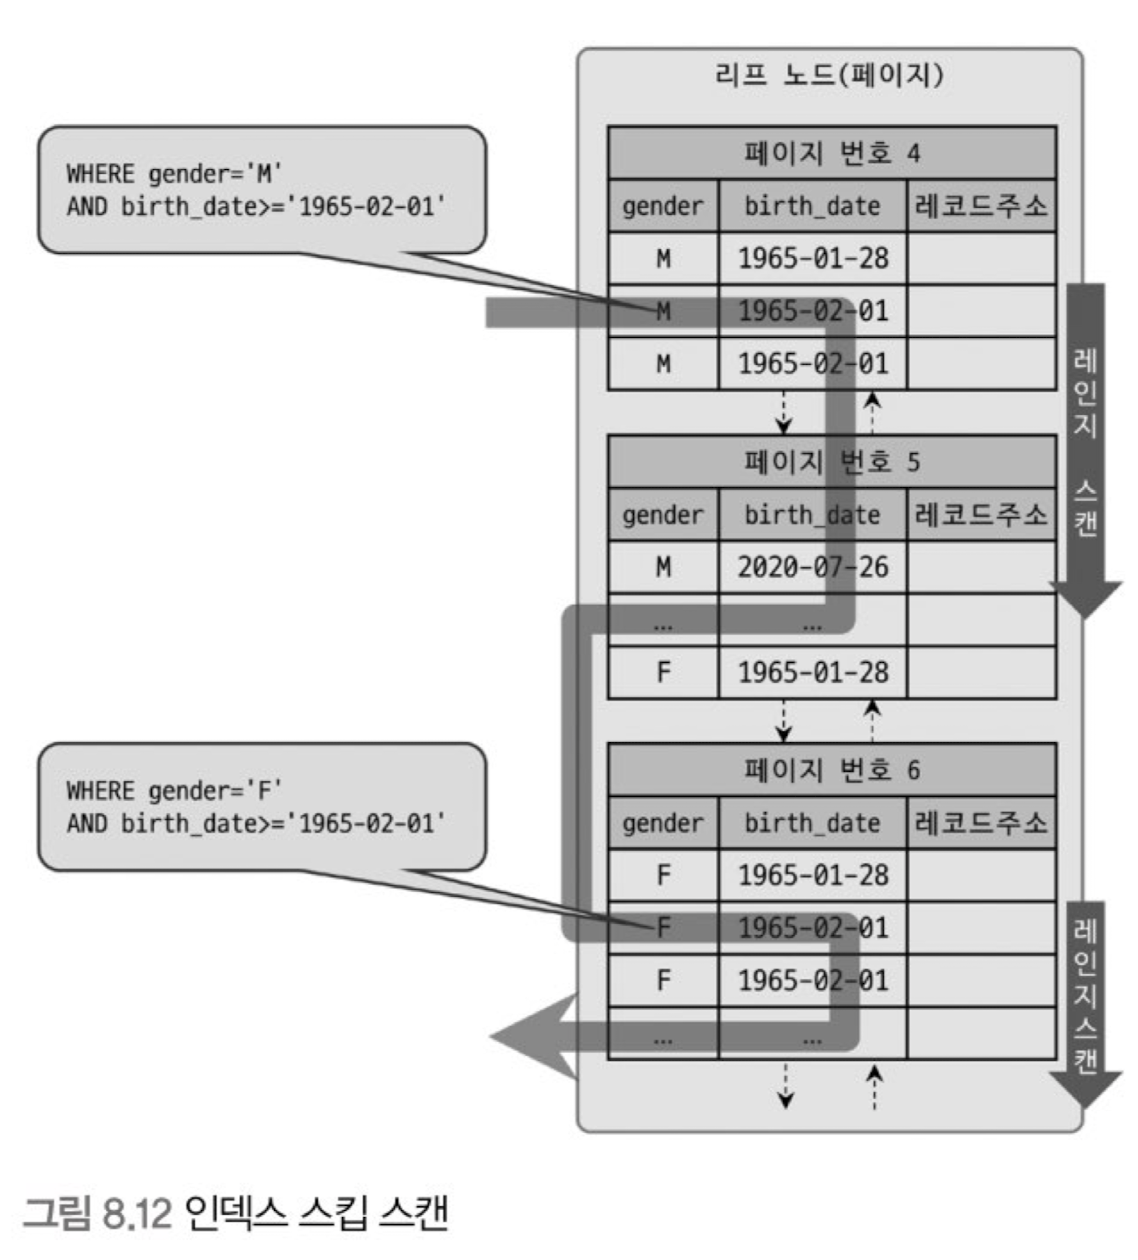 리프 노드(페이지)
WHERE gender='M'
AND birth_date>='1965-02-01'
페이지 번호 4
gender birth_date 레코드주소
M 1965-01-28
M 1965-02-01
M 1965-02-01
레인지 스캔
페이지 번호 5
gender birth_date 레코드주소
M 2020-07-26
... ...
F 1965-01-28
WHERE gender='F'
AND birth_date>='1965-02-01'
페이지 번호 6
gender birth_date 레코드주소
F 1965-01-28
F 1965-02-01
F 1965-02-01
... ...
레인지스캔
그림 8.12 인덱스 스킵 스캔